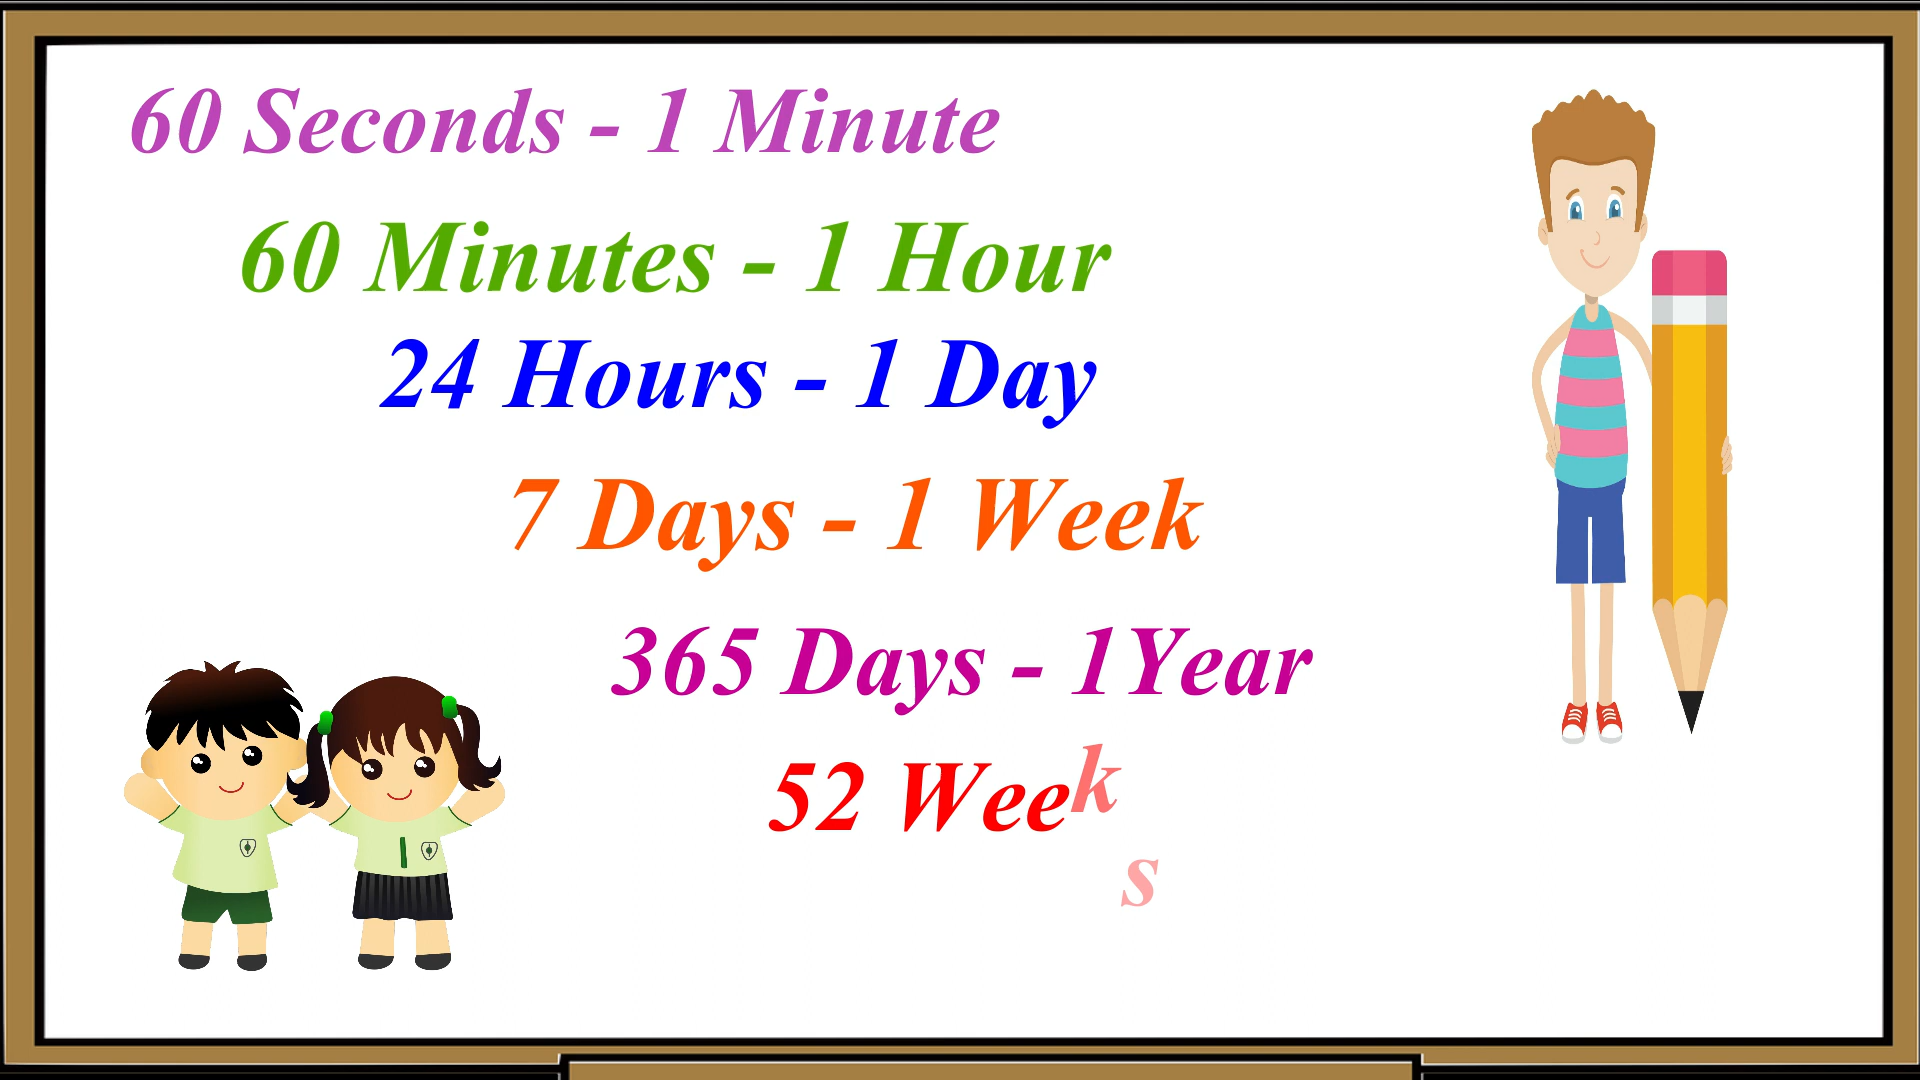 60 Seconds - 1 Minute
60 Minutes - 1 Hour
24 Hours - 1 Day
7 Days - 1 Week
365 Days - 1Year
52 Weeks